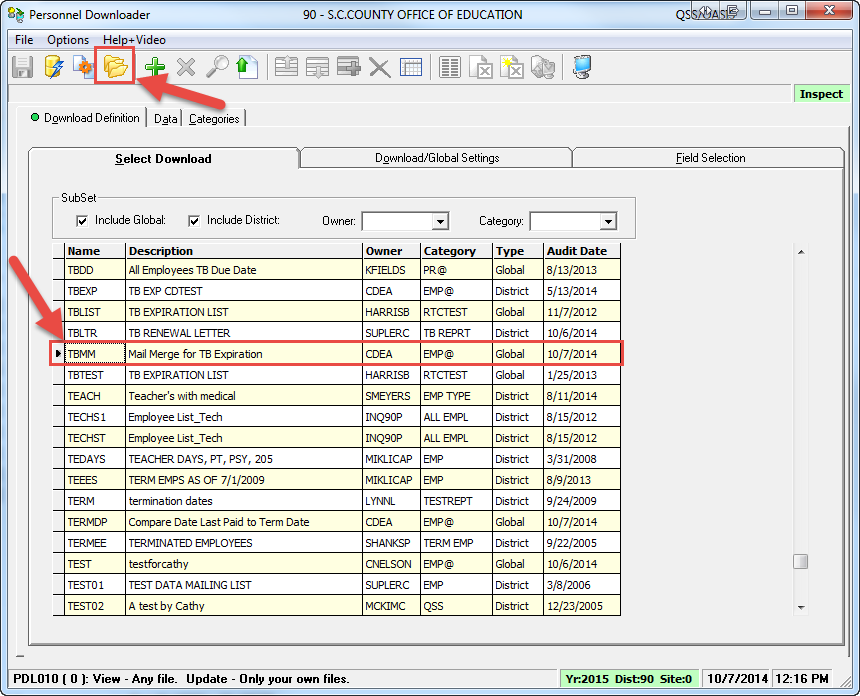 Personnel Downloader 90 - S.C.COUNTY OFFICE OF EDUCATION QSS/OASIS
File Options Help+Video
Inspect
Download Definition Data Categories
Select Download Download/Global Settings Field Selection
SubSet
Include Global: Include District: Owner: Category:
Name Description Owner Category Type Audit Date
TBDD All Employees TB Due Date KFIELDS PR@ Global 8/13/2013
TBEXP TB EXP CDTEST CDEA EMP@ District 5/13/2014
TBLIST TB EXPIRATION LIST HARRISB RTCTEST Global 11/7/2012
TBLTR TB RENEWAL LETTER SUPLERC TB REPRT District 10/6/2014
TBMM Mail Merge for TB Expiration CDEA EMP@ Global 10/7/2014
TBTEST TB EXPIRATION LIST HARRISB RTCTEST Global 1/25/2013
TEACH Teacher's with medical SMEYERS EMP TYPE District 8/11/2014
TECHS1 Employee List_Tech INQ90P ALL EMPL District 8/15/2012
TECHST Employee List_Tech INQ90P ALL EMPL District 8/15/2012
TEDAYS TEACHER DAYS, PT, PSY, 205 MIKLICAP EMP District 3/31/2008
TEEES TERM EMPS AS OF 7/1/2009 MIKLICAP EMP District 8/9/2013
TERM termination dates LYNNL TESTREPT District 9/24/2009
TERMDP Compare Date Last Paid to Term Date CDEA EMP@ Global 10/7/2014
TERMEE TERMINATED EMPLOYEES SHANKSP TERM EMP District 9/22/2005
TEST testforcathy CNELSON EMP@ Global 10/6/2014
TEST01 TEST DATA MAILING LIST SUPLERC EMP District 3/8/2006
TEST02 A test by Cathy MCKIMC QSS District 12/23/2005
PDL010 ( 0 ): View - Any file. Update - Only your own files. Yr:2015 Dist:90 Site:0 10/7/2014 12:16 PM